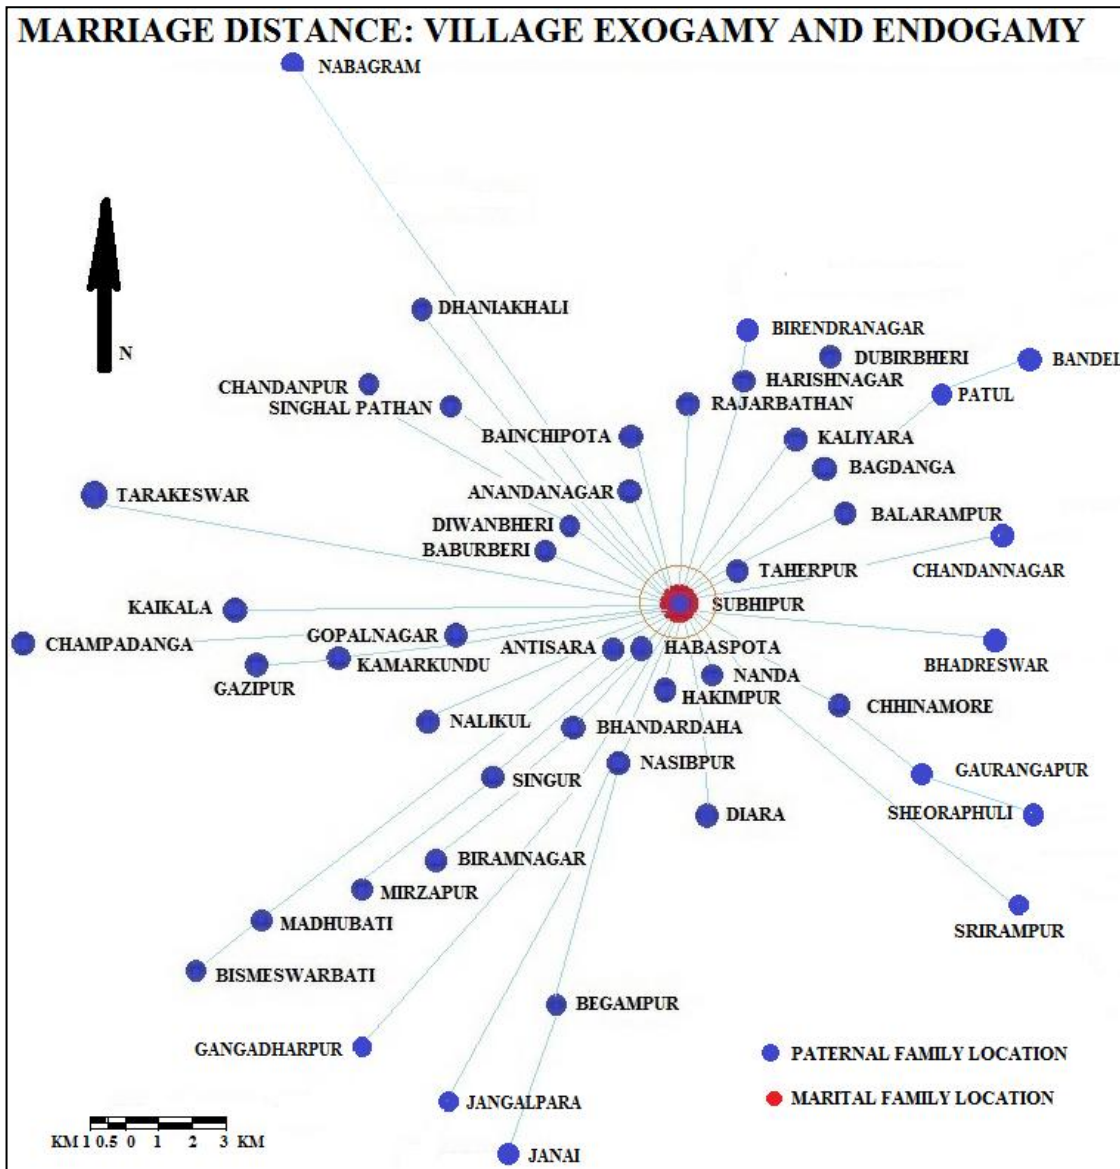 MARRIAGE DISTANCE: VILLAGE EXOGAMY AND ENDOGAMY
NABAGRAM
N
DHANIAKHALI
BIRENDRANAGAR
DUBIRBHERI
BANDEL
CHANDANPUR
HARISHNAGAR
SINGHAL PATHAN
RAJARBATHAN
PATUL
BAINCHIPOTA
KALIYARA
BAGDANGA
TARAKESWAR
ANANDANAGAR
BALARAMPUR
DIWANBHERI
BABURBERI
TAHERPUR
CHANDANNAGAR
KAIKALA
SUBHIPUR
CHAMPADANGA
GOPALNAGAR
ANTISARA
HABASPOTA
KAMARKUNDU
BHADRESWAR
GAZIPUR
NANDA
HAKIMPUR
CHHINAMORE
NALIKUL
BHANDARDAHA
NASIBPUR
GAURANGAPUR
SINGUR
DIARA
SHEORAPHULI
BIRAMNAGAR
MIRZAPUR
MADHUBATI
SRIRAMPUR
BISMESWARBATI
BEGAMPUR
GANGADHARPUR
PATERNAL FAMILY LOCATION
JANGALPARA
MARITAL FAMILY LOCATION
KM 1 0.5 0 1 2 3 KM
JANAI